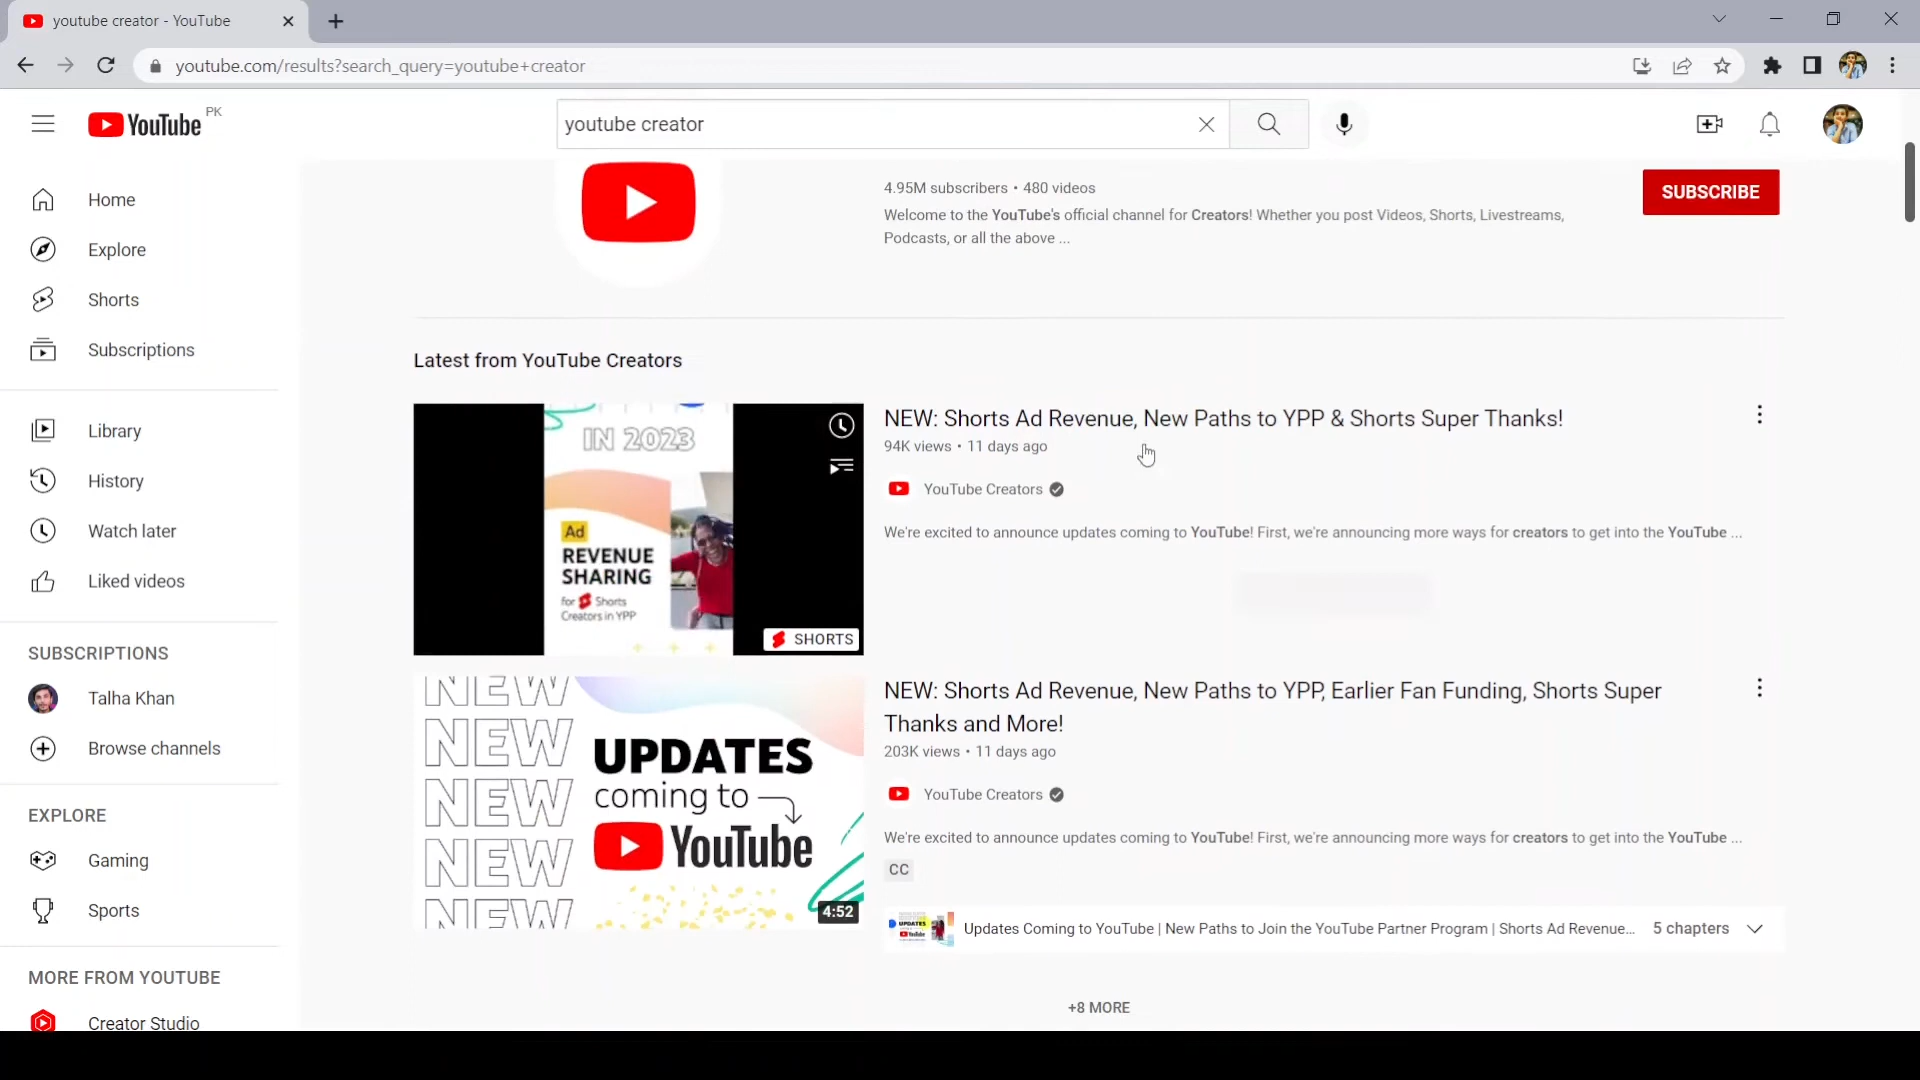 youtube creator - YouTube
youtube.com/results?search_query=youtube+creator
YouTube PK
youtube creator
Home
Explore
Shorts
Subscriptions
Library
History
Watch later
Liked videos
SUBSCRIPTIONS
Talha Khan
Browse channels
EXPLORE
Gaming
Sports
MORE FROM YOUTUBE
Creator Studio
4.95M subscribers • 480 videos
Welcome to the YouTube's official channel for Creators! Whether you post Videos, Shorts, Livestreams,
Podcasts, or all the above ...
SUBSCRIBE
Latest from YouTube Creators
IN 2023
Ad
REVENUE
SHARING
for Shorts
Creators in YPP
SHORTS
NEW: Shorts Ad Revenue, New Paths to YPP & Shorts Super Thanks!
94K views • 11 days ago
YouTube Creators
We're excited to announce updates coming to YouTube! First, we're announcing more ways for creators to get into the YouTube ...
NEW
NEW
NEW
NEW
NEW
UPDATES
coming to
YouTube
4:52
NEW: Shorts Ad Revenue, New Paths to YPP, Earlier Fan Funding, Shorts Super
Thanks and More!
203K views • 11 days ago
YouTube Creators
We're excited to announce updates coming to YouTube! First, we're announcing more ways for creators to get into the YouTube ...
CC
Updates Coming to YouTube | New Paths to Join the YouTube Partner Program | Shorts Ad Revenue...
5 chapters
+8 MORE